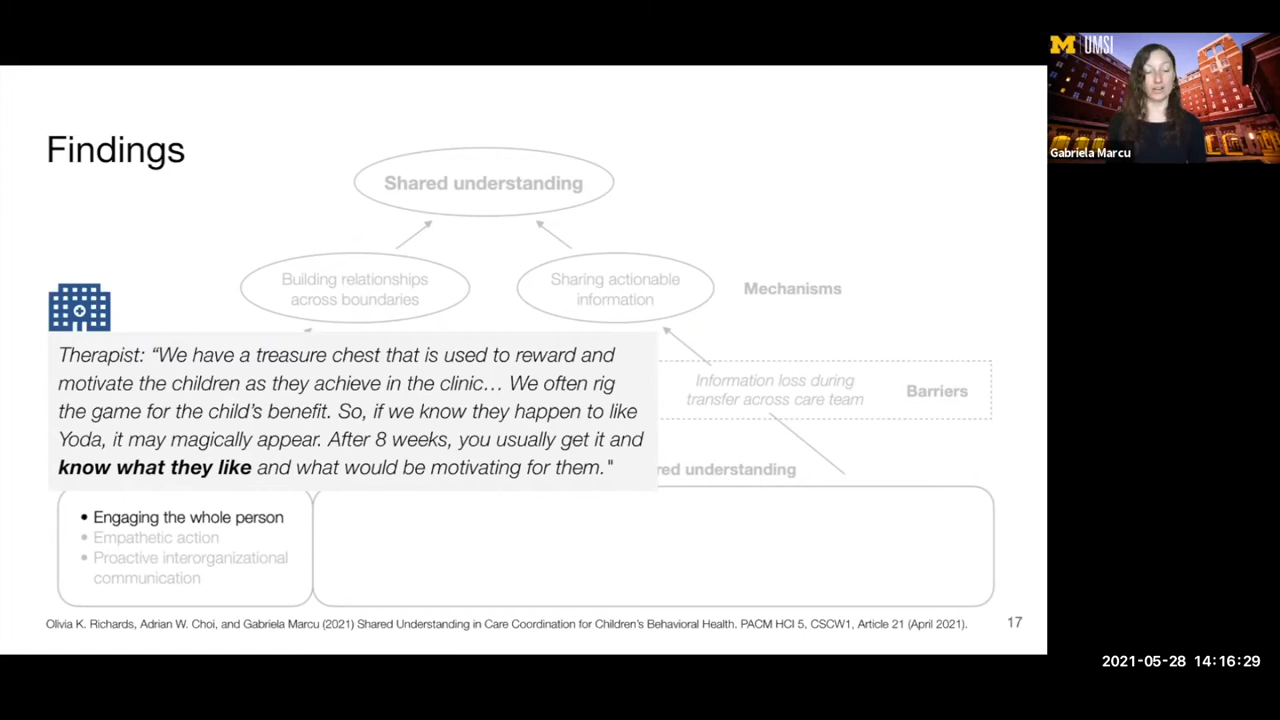 M UMSI
Gabriela Marcu
Findings
Shared understanding
Building relationships
across boundaries
Sharing actionable
information
Mechanisms
Therapist: “We have a treasure chest that is used to reward and
motivate the children as they achieve in the clinic… We often rig
the game for the child’s benefit. So, if we know they happen to like
Yoda, it may magically appear. After 8 weeks, you usually get it and
know what they like and what would be motivating for them."
Information loss during
transfer across care team
Barriers
red understanding
• Engaging the whole person
• Empathetic action
• Proactive interorganizational
communication
Olivia K. Richards, Adrian W. Choi, and Gabriela Marcu (2021) Shared Understanding in Care Coordination for Children’s Behavioral Health. PACM HCI 5, CSCW1, Article 21 (April 2021).
17
2021-05-28 14:16:29